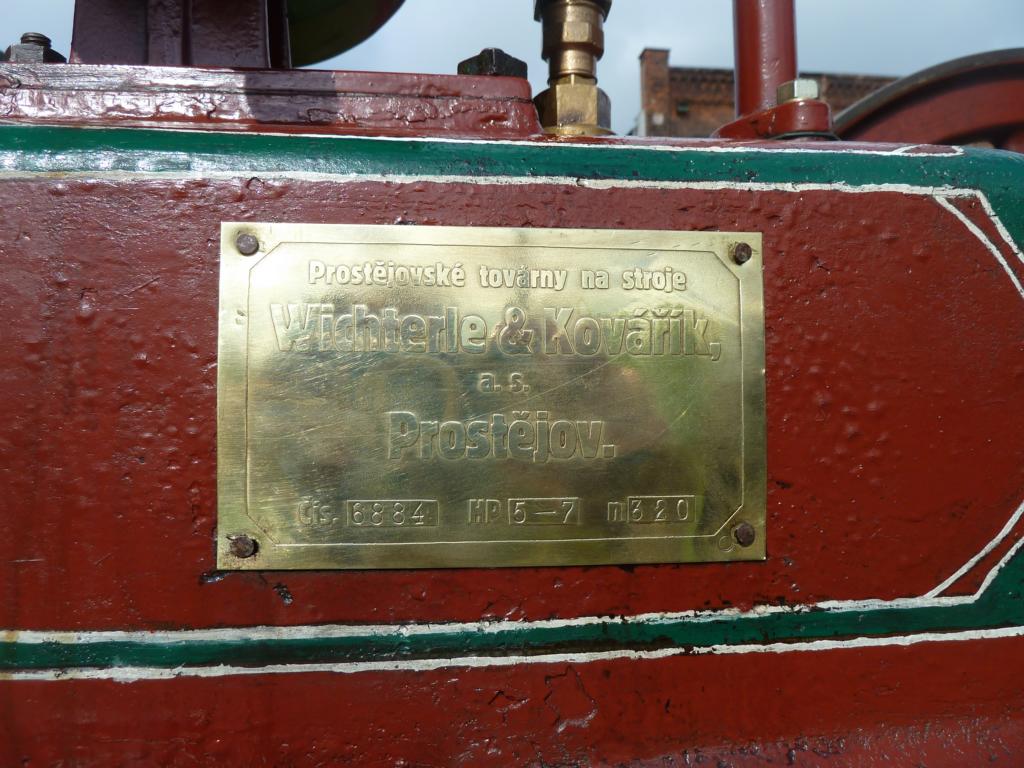 Prostějovské továrny na stroje
Wichterle & Kovářík,
a. s.
Prostějov.
Čís. 6884 HP 5-7 n 320